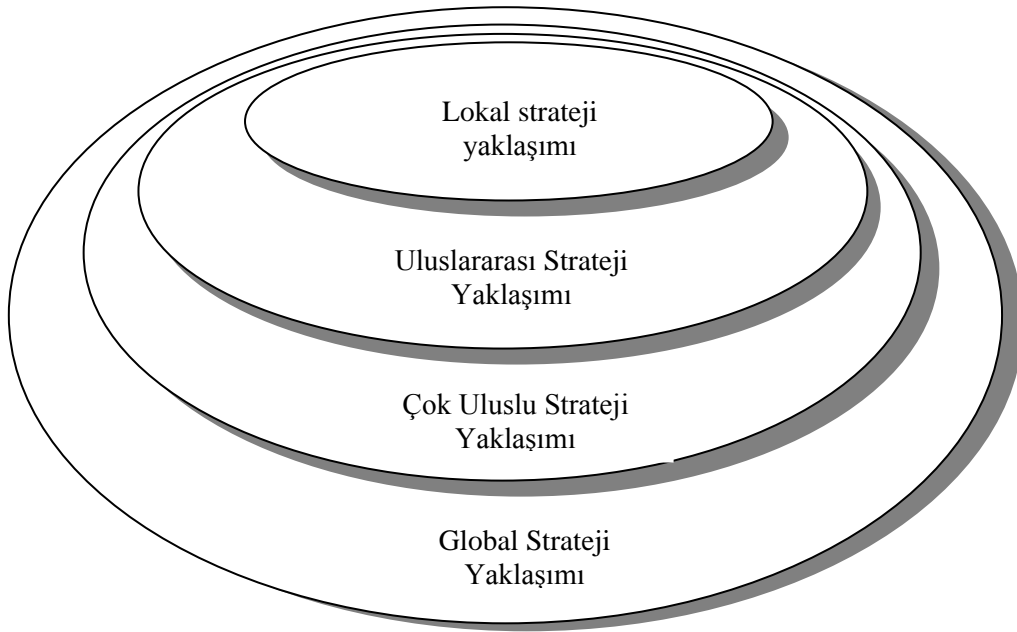 Lokal strateji
yaklaşımı
Uluslararası Strateji
Yaklaşımı
Çok Uluslu Strateji
Yaklaşımı
Global Strateji
Yaklaşımı